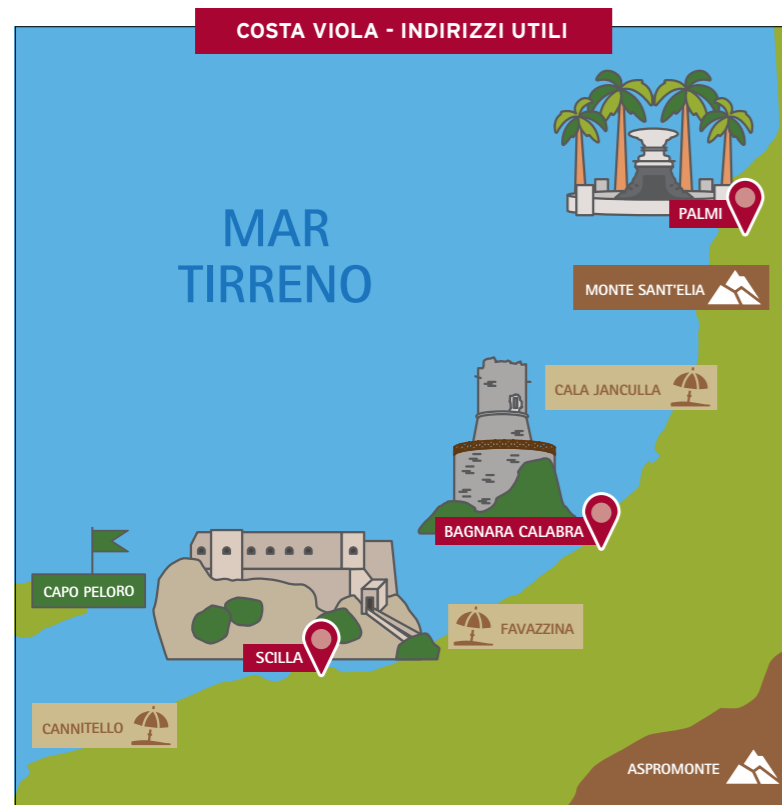 COSTA VIOLA - INDIRIZZI UTILI
MAR
TIRRENO
PALMI
MONTE SANT'ELIA
CALA JANCULLA
BAGNARA CALABRA
CAPO PELORO
FAVAZZINA
SCILLA
CANNITELLO
ASPROMONTE